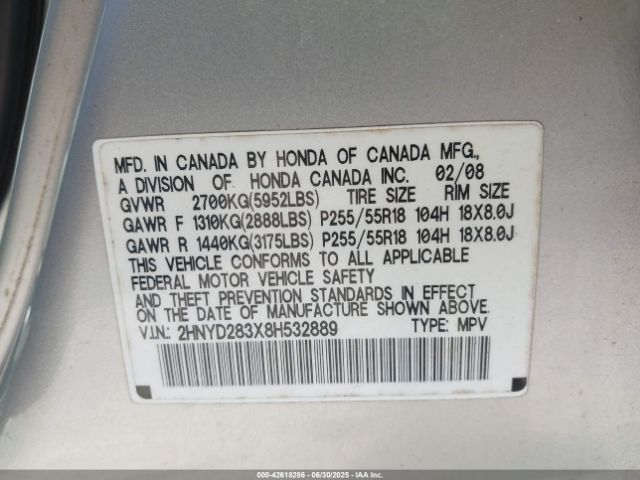 MFD. IN CANADA BY HONDA OF CANADA MFG.,
A DIVISION OF HONDA CANADA INC. 02/08
GVWR 2700KG(5952LBS) TIRE SIZE RIM SIZE
GAWR F 1310KG(2888LBS) P255/55R18 104H 18X8.0J
GAWR R 1440KG(3175LBS) P255/55R18 104H 18X8.0J
THIS VEHICLE CONFORMS TO ALL APPLICABLE
FEDERAL MOTOR VEHICLE SAFETY
AND THEFT PREVENTION STANDARDS IN EFFECT
ON THE DATE OF MANUFACTURE SHOWN ABOVE.
V.I.N.: 2HNYD283X8H532889 TYPE: MPV
000-42618286 - 06/30/2025 - IAAI.COM